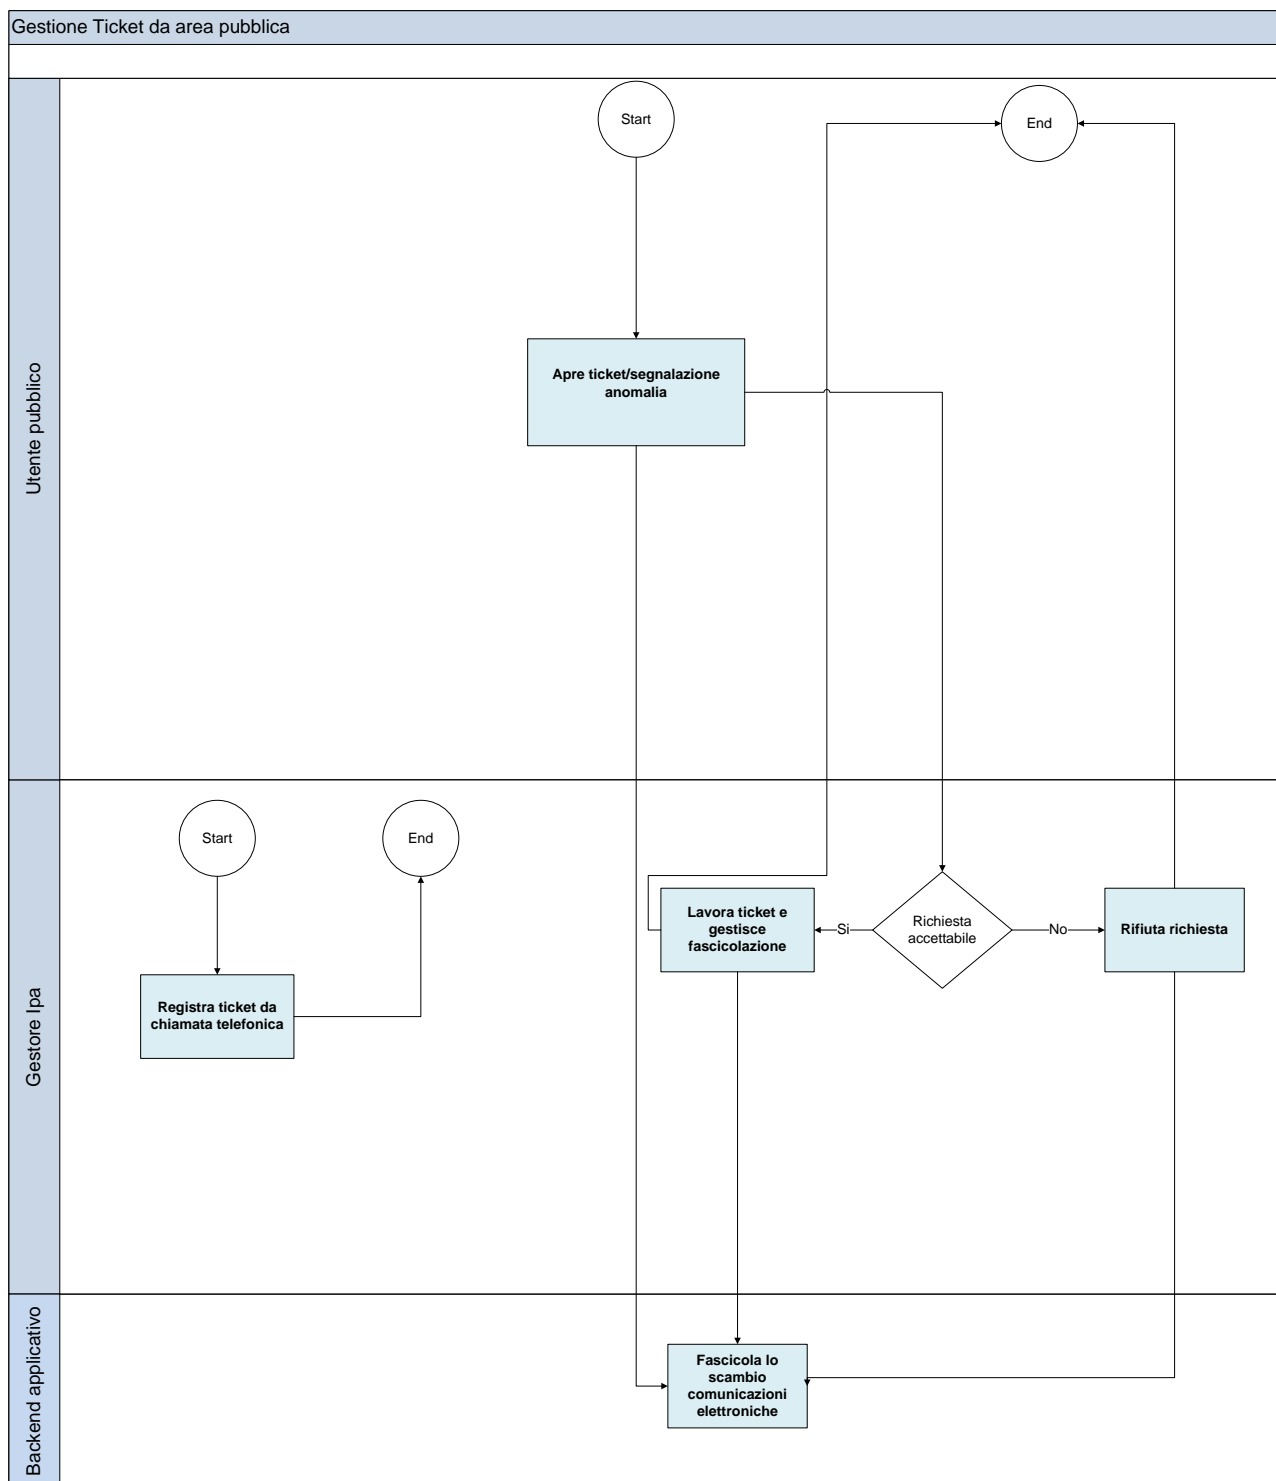 Gestione Ticket da area pubblica
Utente pubblico
Start
End
Apre ticket/segnalazione
anomalia
Gestore Ipa
Start
End
Lavora ticket e
gestisce
fascicolazione
Si
Richiesta
accettabile
No
Rifiuta richiesta
Registra ticket da
chiamata telefonica
Backend applicativo
Fascicola lo
scambio
comunicazioni
elettroniche